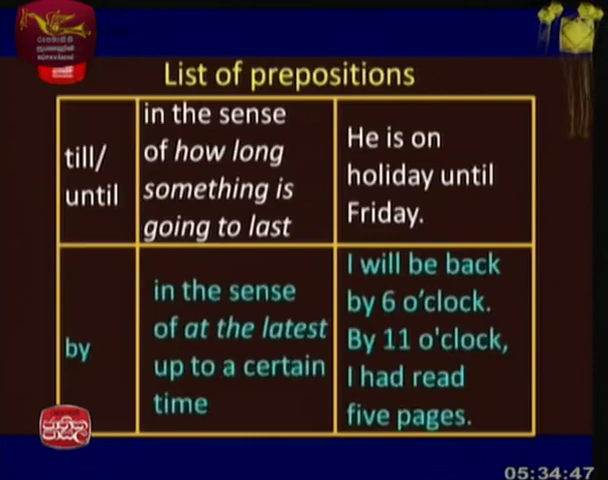 List of prepositions
till/
until
in the sense
of how long
something is
going to last
He is on
holiday until
Friday.
by
in the sense
of at the latest
up to a certain
time
I will be back
by 6 o’clock.
By 11 o'clock,
I had read
five pages.
05:34:47